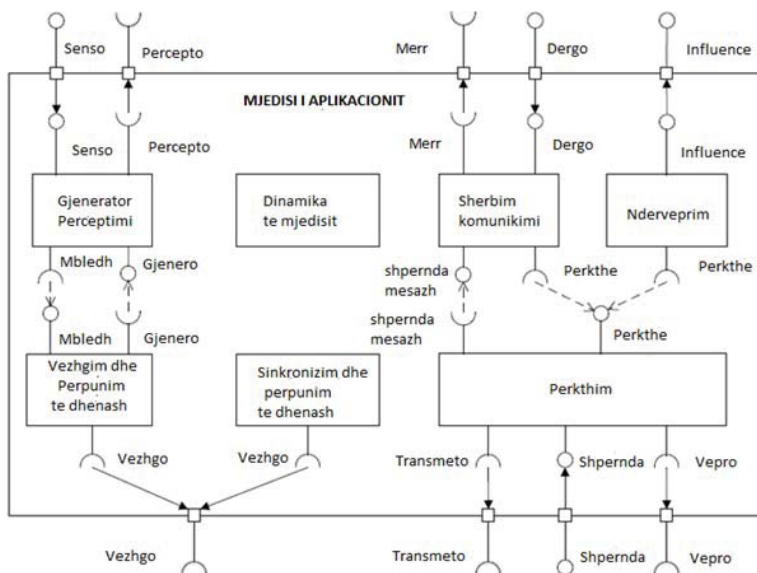 Senso
Percepto
Merr
Dergo
Influence
MJEDISI I APLIKACIONIT
Senso
Percepto
Merr
Dergo
Influence
Gjenerator
Perceptimi
Dinamika
te mjedisit
Sherbim
komunikimi
Nderveprim
Mbledh
Gjenero
shpernda
mesazh
Perkthe
Perkthe
Mbledh
Gjenero
shpernda
mesazh
Perkthe
Vezhgim dhe
Perpunim
te dhenash
Sinkronizim dhe
perpunim
te dhenash
Perkthim
Vezhgo
Vezhgo
Transmeto
Shpernda
Vepro
Vezhgo
Transmeto
Shpernda
Vepro